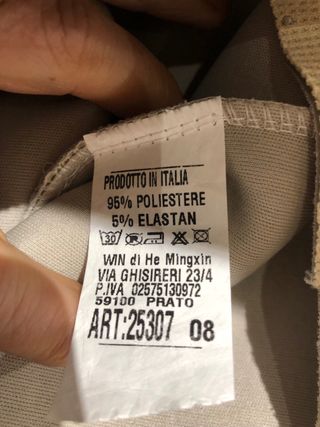 PRODOTTO IN ITALIA
95% POLIESTERE
5% ELASTAN
30
WIN di He Mingxin
VIA GHISIRERI 23/4
P.IVA 02575130972
59100 PRATO
ART:25307 08